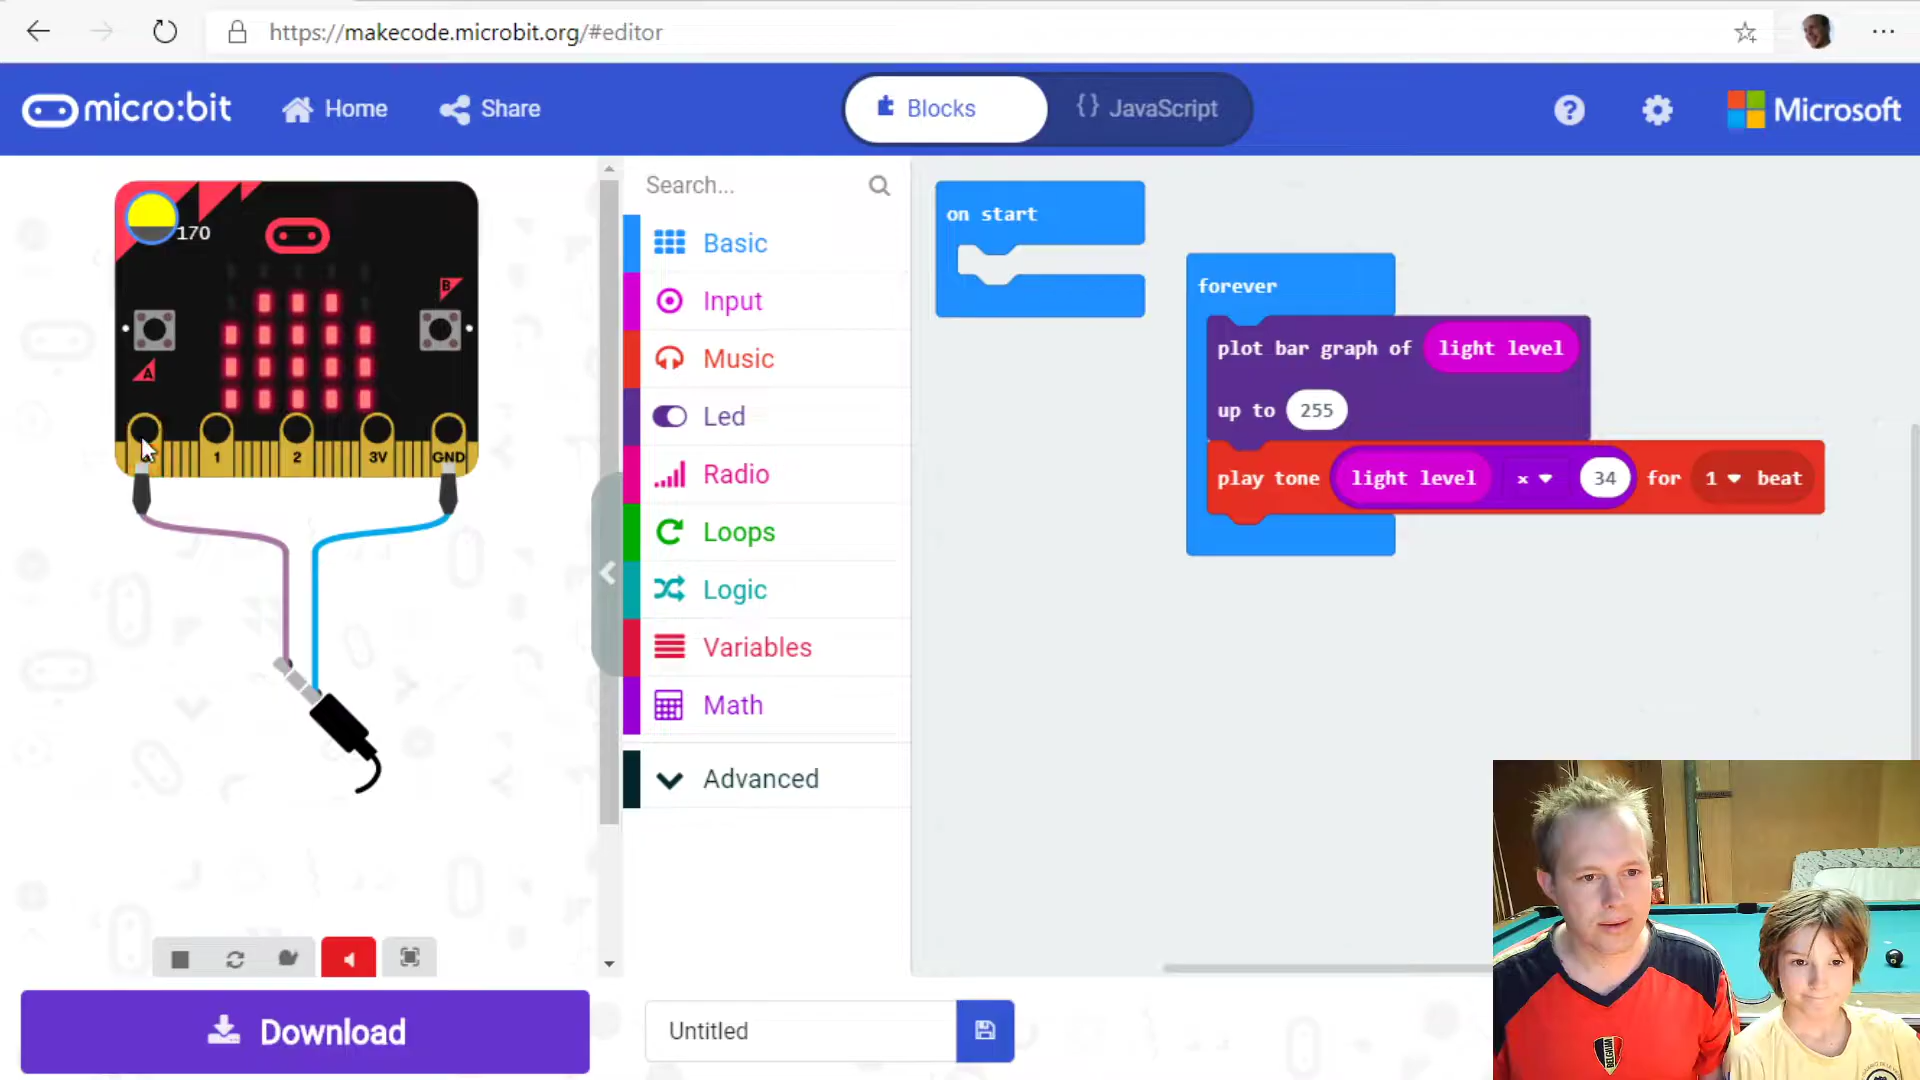 https://makecode.microbit.org/#editor
micro:bit
Home
Share
Blocks
{} JavaScript
?
Microsoft
170
B
A
1
2
3V
GND
Search...
Basic
Input
Music
Led
Radio
Loops
Logic
Variables
Math
Advanced
on start
forever
plot bar graph of light level
up to 255
play tone light level x 34 for 1 beat
Download
Untitled
BELGIUM